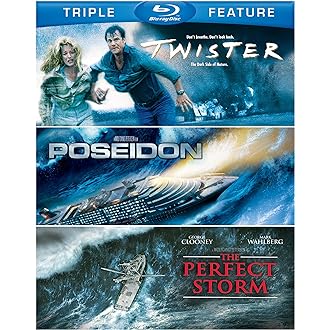 TRIPLE Blu-ray Disc FEATURE
Don't Breathe. Don't Look Back.
TWISTER
The Dark Side of Nature.
POSEIDON
GEORGE CLOONEY MARK WAHLBERG
THE
PERFECT
STORM